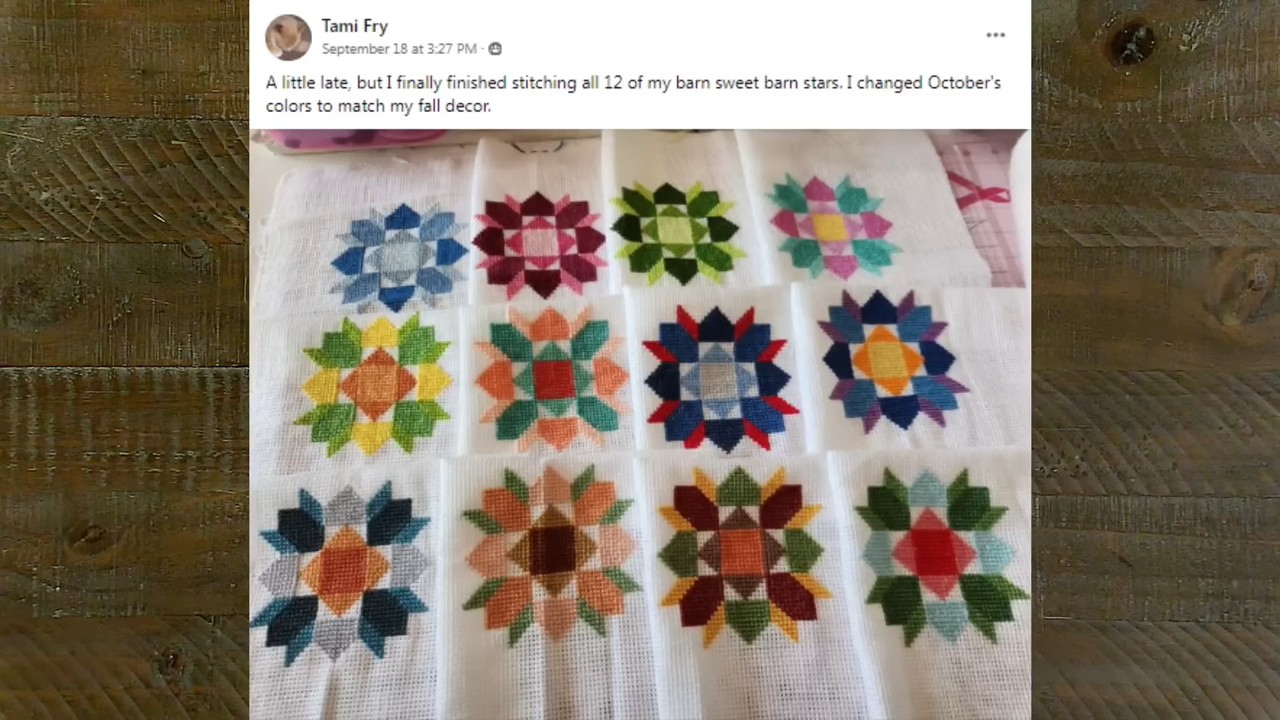 Tami Fry
September 18 at 3:27 PM ·
A little late, but I finally finished stitching all 12 of my barn sweet barn stars. I changed October's
colors to match my fall decor.